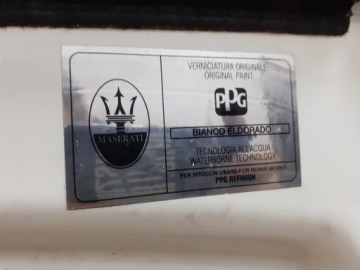 MASERATI
VERNICIATURA ORIGINALE
ORIGINAL PAINT
PPG
BIANCO ELDORADO
TECNOLOGIA ALL'ACQUA
WATERBORNE TECHNOLOGY
PER RITOCCHI USARE/FOR REPAIR WORKS
PPG REFINISH